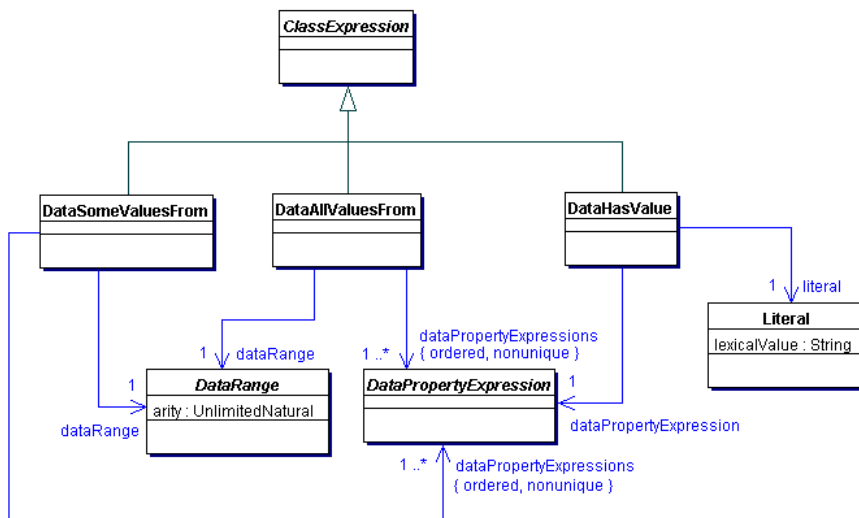 ClassExpression
DataSomeValuesFrom
DataAllValuesFrom
DataHasValue
1
literal
Literal
lexicalValue : String
dataPropertyExpressions
1 ..*
{ ordered, nonunique }
1
dataRange
1
DataRange
arity : UnlimitedNatural
dataRange
DataPropertyExpression
1
dataPropertyExpression
1 ..*
dataPropertyExpressions
{ ordered, nonunique }